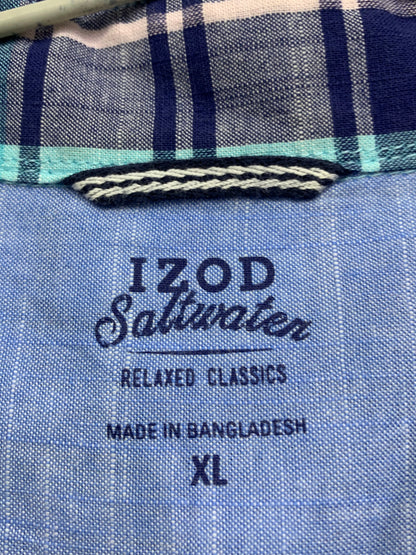 IZOD
Saltwater
RELAXED CLASSICS
MADE IN BANGLADESH
XL